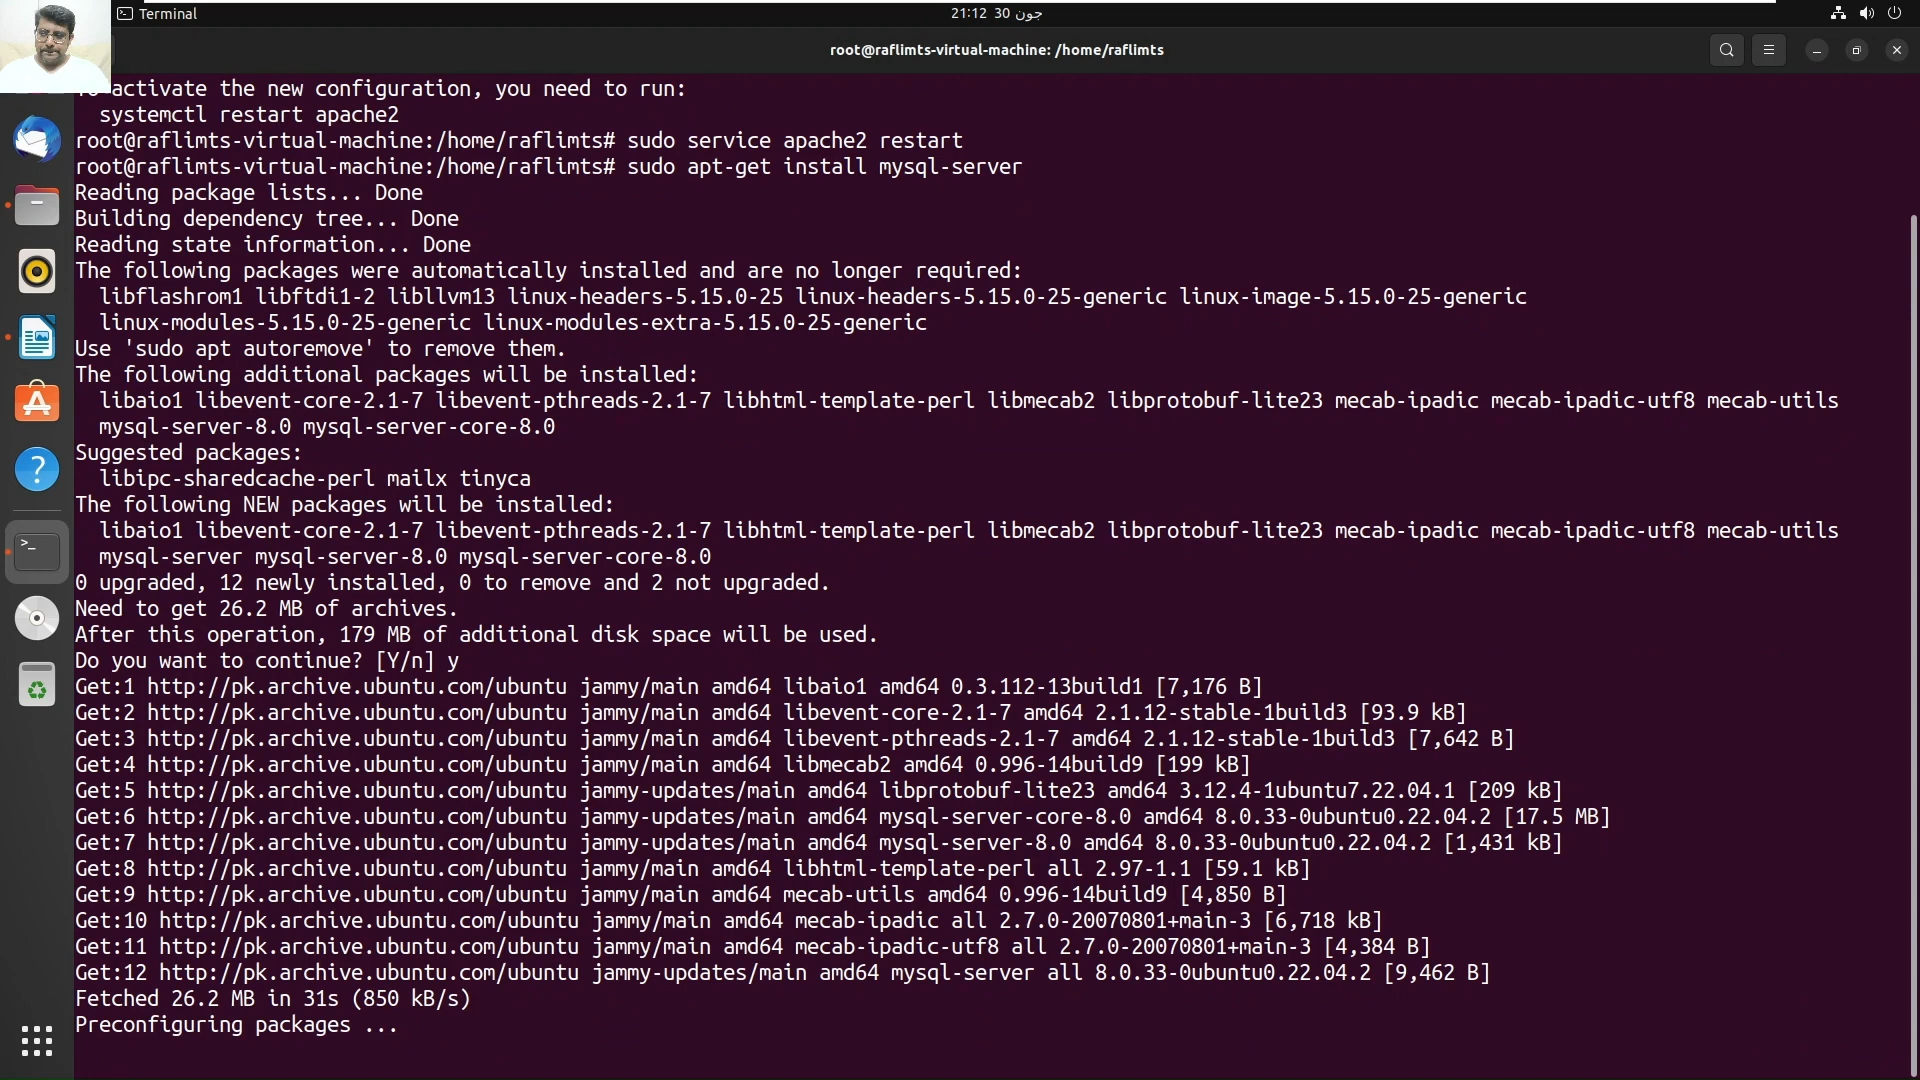 Terminal
21:12 30 جون
root@raflimts-virtual-machine: /home/raflimts
activate the new configuration, you need to run:
systemctl restart apache2
root@raflimts-virtual-machine:/home/raflimts# sudo service apache2 restart
root@raflimts-virtual-machine:/home/raflimts# sudo apt-get install mysql-server
Reading package lists... Done
Building dependency tree... Done
Reading state information... Done
The following packages were automatically installed and are no longer required:
libflashrom1 libftdi1-2 libllvm13 linux-headers-5.15.0-25 linux-headers-5.15.0-25-generic linux-image-5.15.0-25-generic
linux-modules-5.15.0-25-generic linux-modules-extra-5.15.0-25-generic
Use 'sudo apt autoremove' to remove them.
The following additional packages will be installed:
libaio1 libevent-core-2.1-7 libevent-pthreads-2.1-7 libhtml-template-perl libmecab2 libprotobuf-lite23 mecab-ipadic mecab-ipadic-utf8 mecab-utils
mysql-server-8.0 mysql-server-core-8.0
Suggested packages:
libipc-sharedcache-perl mailx tinyca
The following NEW packages will be installed:
libaio1 libevent-core-2.1-7 libevent-pthreads-2.1-7 libhtml-template-perl libmecab2 libprotobuf-lite23 mecab-ipadic mecab-ipadic-utf8 mecab-utils
mysql-server mysql-server-8.0 mysql-server-core-8.0
0 upgraded, 12 newly installed, 0 to remove and 2 not upgraded.
Need to get 26.2 MB of archives.
After this operation, 179 MB of additional disk space will be used.
Do you want to continue? [Y/n] y
Get:1 http://pk.archive.ubuntu.com/ubuntu jammy/main amd64 libaio1 amd64 0.3.112-13build1 [7,176 B]
Get:2 http://pk.archive.ubuntu.com/ubuntu jammy/main amd64 libevent-core-2.1-7 amd64 2.1.12-stable-1build3 [93.9 kB]
Get:3 http://pk.archive.ubuntu.com/ubuntu jammy/main amd64 libevent-pthreads-2.1-7 amd64 2.1.12-stable-1build3 [7,642 B]
Get:4 http://pk.archive.ubuntu.com/ubuntu jammy/main amd64 libmecab2 amd64 0.996-14build9 [199 kB]
Get:5 http://pk.archive.ubuntu.com/ubuntu jammy-updates/main amd64 libprotobuf-lite23 amd64 3.12.4-1ubuntu7.22.04.1 [209 kB]
Get:6 http://pk.archive.ubuntu.com/ubuntu jammy-updates/main amd64 mysql-server-core-8.0 amd64 8.0.33-0ubuntu0.22.04.2 [17.5 MB]
Get:7 http://pk.archive.ubuntu.com/ubuntu jammy-updates/main amd64 mysql-server-8.0 amd64 8.0.33-0ubuntu0.22.04.2 [1,431 kB]
Get:8 http://pk.archive.ubuntu.com/ubuntu jammy/main amd64 libhtml-template-perl all 2.97-1.1 [59.1 kB]
Get:9 http://pk.archive.ubuntu.com/ubuntu jammy/main amd64 mecab-utils amd64 0.996-14build9 [4,850 B]
Get:10 http://pk.archive.ubuntu.com/ubuntu jammy/main amd64 mecab-ipadic all 2.7.0-20070801+main-3 [6,718 kB]
Get:11 http://pk.archive.ubuntu.com/ubuntu jammy/main amd64 mecab-ipadic-utf8 all 2.7.0-20070801+main-3 [4,384 B]
Get:12 http://pk.archive.ubuntu.com/ubuntu jammy-updates/main amd64 mysql-server all 8.0.33-0ubuntu0.22.04.2 [9,462 B]
Fetched 26.2 MB in 31s (850 kB/s)
Preconfiguring packages ...